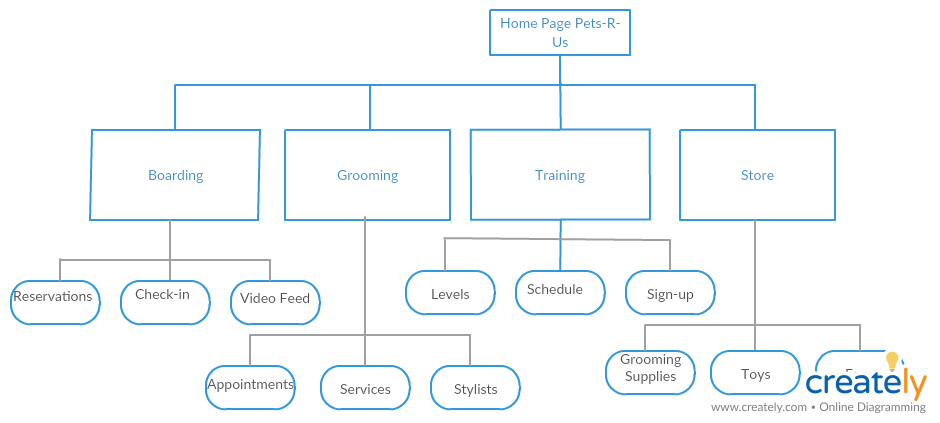 Home Page Pets-R-
Us
Boarding
Grooming
Training
Store
Reservations
Check-in
Video Feed
Levels
Schedule
Sign-up
Appointments
Services
Stylists
Grooming
Supplies
Toys
creately
www.creately.com • Online Diagramming